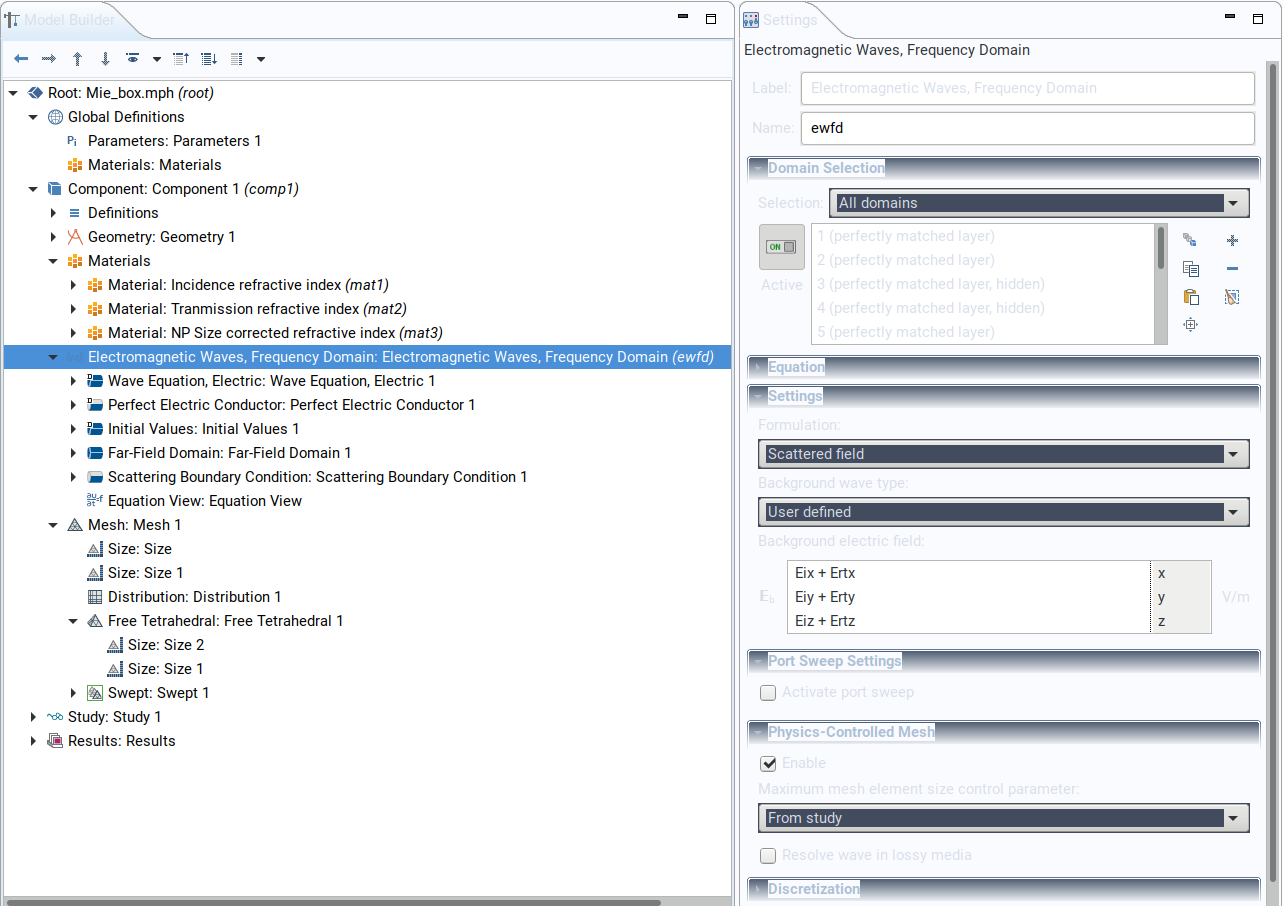 Model Builder
Root: Mie_box.mph (root)
Global Definitions
Pi Parameters: Parameters 1
Materials: Materials
Component: Component 1 (comp1)
Definitions
Geometry: Geometry 1
Materials
Material: Incidence refractive index (mat1)
Material: Tranmission refractive index (mat2)
Material: NP Size corrected refractive index (mat3)
Electromagnetic Waves, Frequency Domain: Electromagnetic Waves, Frequency Domain (ewfd)
Wave Equation, Electric: Wave Equation, Electric 1
Perfect Electric Conductor: Perfect Electric Conductor 1
Initial Values: Initial Values 1
Far-Field Domain: Far-Field Domain 1
Scattering Boundary Condition: Scattering Boundary Condition 1
Equation View: Equation View
Mesh: Mesh 1
Size: Size
Size: Size 1
Distribution: Distribution 1
Free Tetrahedral: Free Tetrahedral 1
Size: Size 2
Size: Size 1
Swept: Swept 1
Study: Study 1
Results: Results
Settings
Electromagnetic Waves, Frequency Domain
Label: Electromagnetic Waves, Frequency Domain
Name: ewfd
Domain Selection
Selection: All domains
ON
Active
1 (perfectly matched layer)
2 (perfectly matched layer)
3 (perfectly matched layer, hidden)
4 (perfectly matched layer, hidden)
5 (perfectly matched layer)
Equation
Settings
Formulation:
Scattered field
Background wave type:
User defined
Background electric field:
Eix + Ertx x
Eb Eiy + Erty y V/m
Eiz + Ertz z
Port Sweep Settings
Activate port sweep
Physics-Controlled Mesh
Enable
Maximum mesh element size control parameter:
From study
Resolve wave in lossy media
Discretization